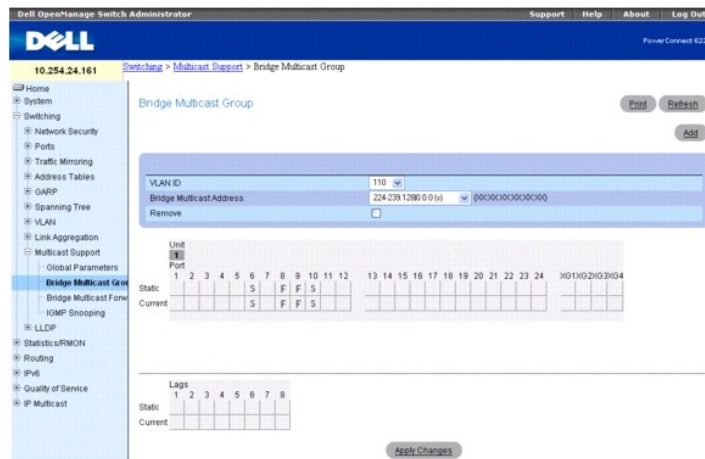 Dell OpenManage Switch Administrator Support Help About Log Out
DELL
PowerConnect 622
10.254.24.161
Switching > Multicast Support > Bridge Multicast Group
Home
System
Switching
Network Security
Ports
Traffic Mirroring
Address Tables
GARP
Spanning Tree
VLAN
Link Aggregation
Multicast Support
Global Parameters
Bridge Multicast Grou
Bridge Multicast Forw
IGMP Snooping
LLDP
Statistics/RMON
Routing
IPv6
Quality of Service
IP Multicast
Bridge Multicast Group
Print Refresh
Add
VLAN ID 110
Bridge Multicast Address 224-239.128|0.0.0 (s) (XX:XX:XX:XX:XX:XX)
Remove
Unit
1
Port
1 2 3 4 5 6 7 8 9 10 11 12 13 14 15 16 17 18 19 20 21 22 23 24 XG1 XG2 XG3 XG4
Static S F F S
Current S F F S
Lags
1 2 3 4 5 6 7 8
Static
Current
Apply Changes